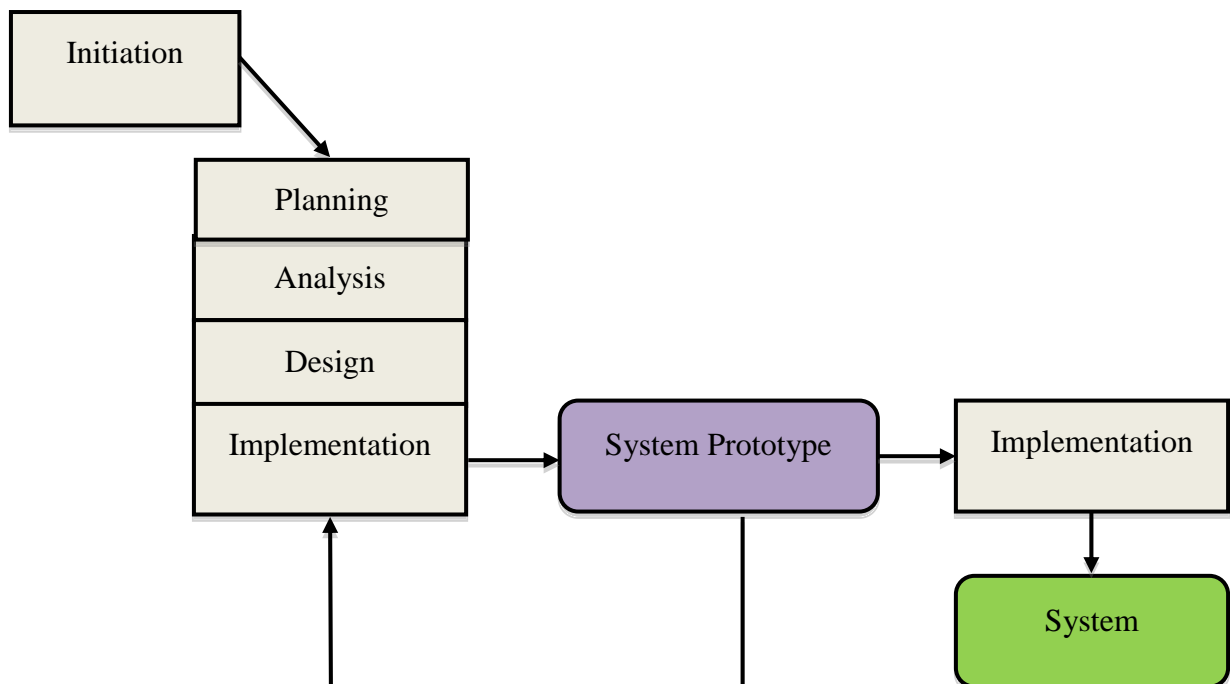 Initiation
Planning
Analysis
Design
Implementation
System Prototype
Implementation
System